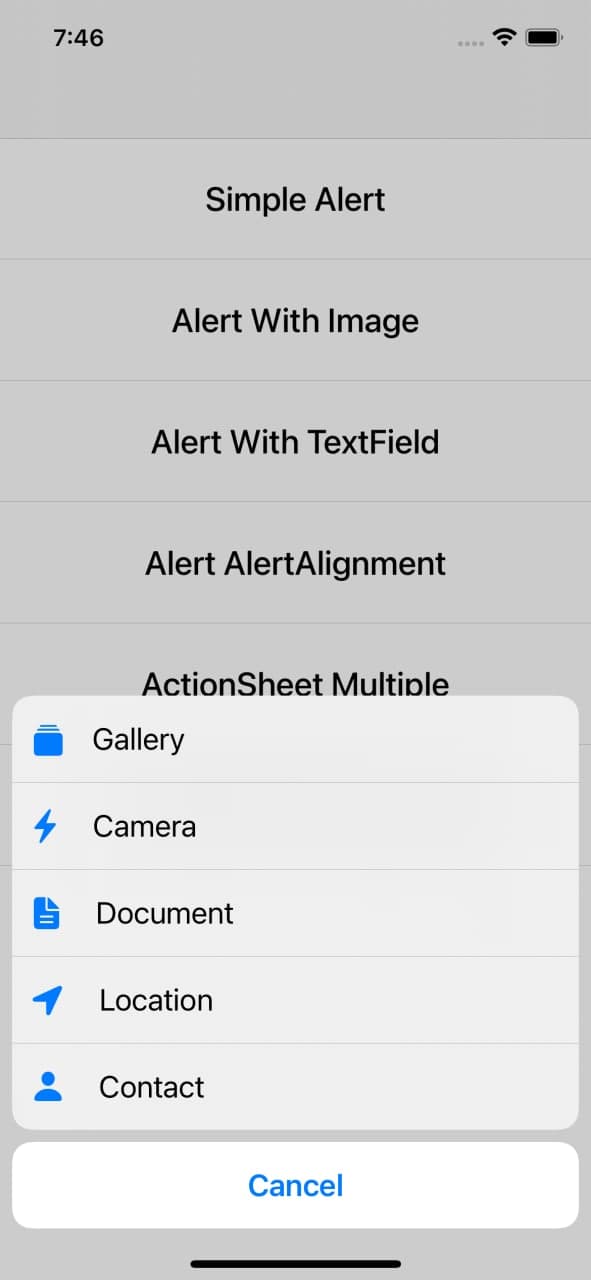 7:46
Simple Alert
Alert With Image
Alert With TextField
Alert AlertAlignment
ActionSheet Multiple
Gallery
Camera
Document
Location
Contact
Cancel